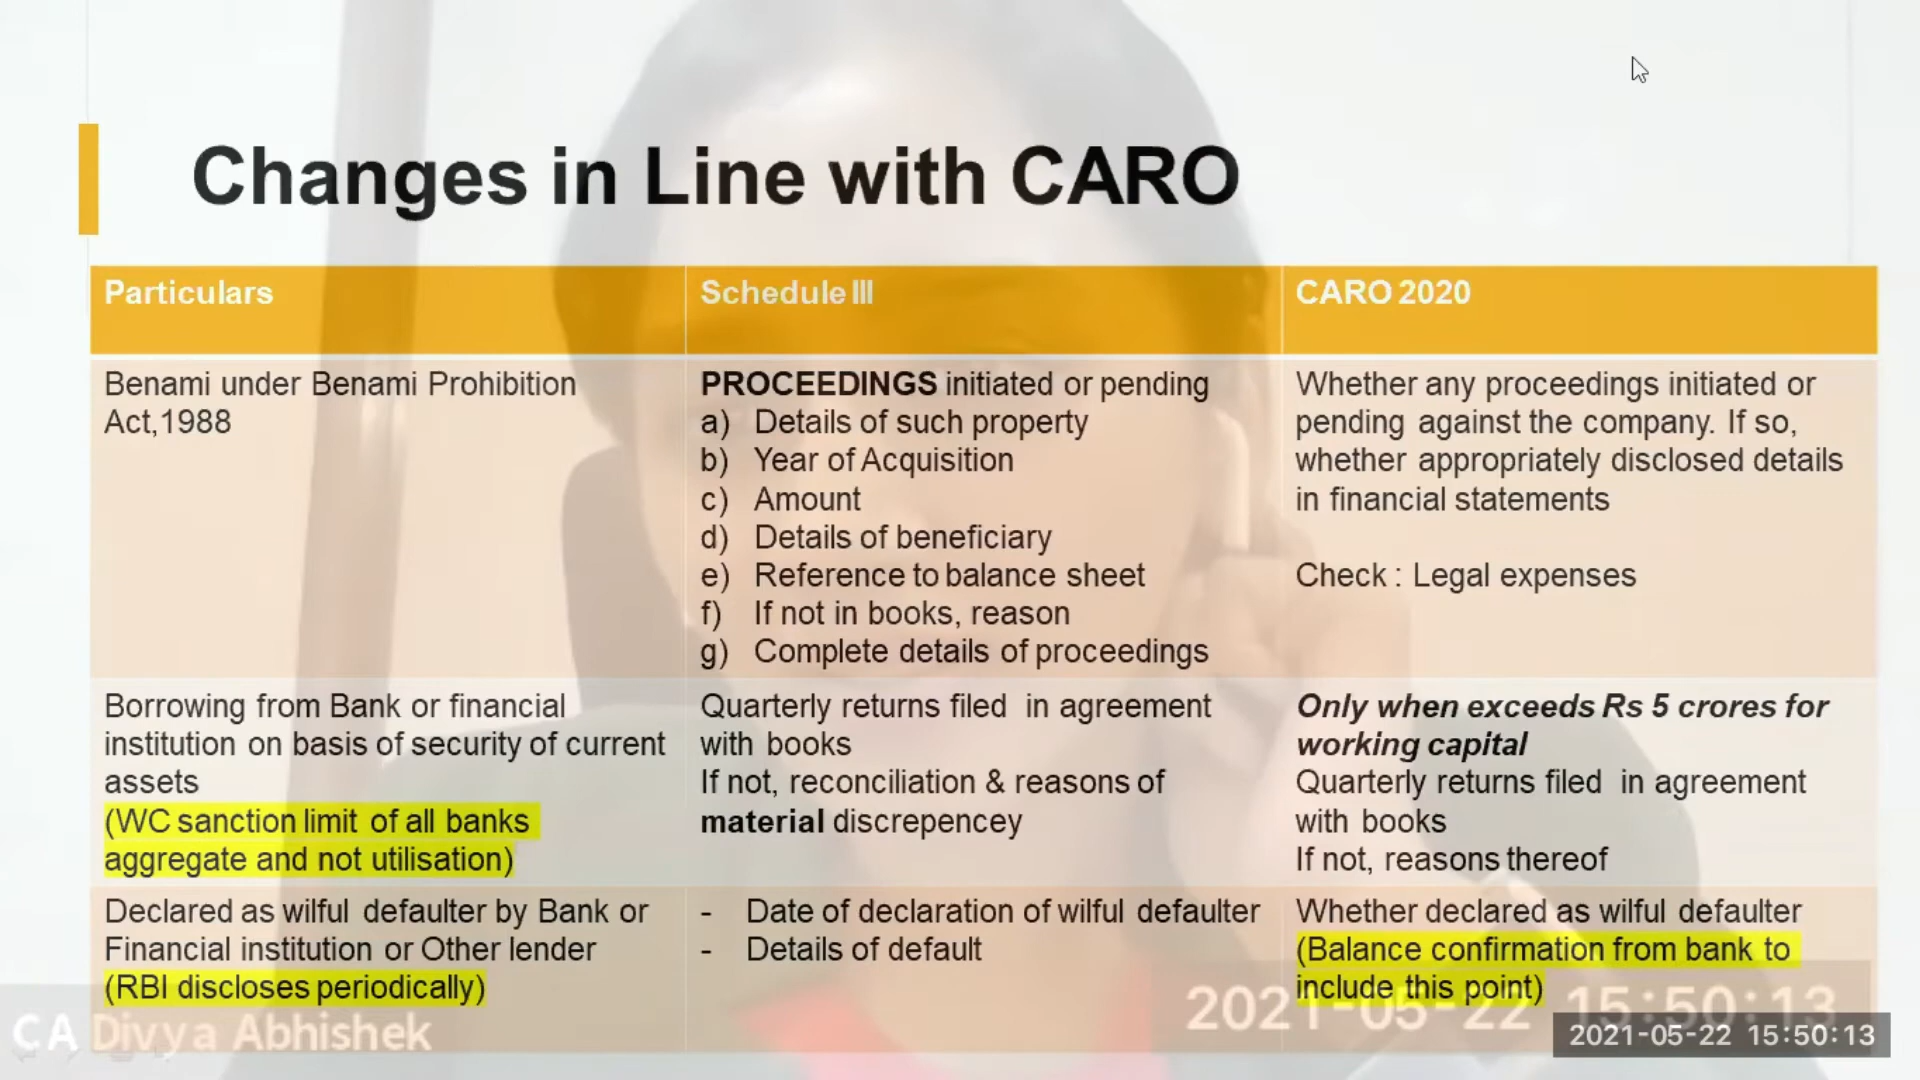 Changes in Line with CARO
Particulars
Schedule III
CARO 2020
Benami under Benami Prohibition
Act,1988
PROCEEDINGS initiated or pending
a) Details of such property
b) Year of Acquisition
c) Amount
d) Details of beneficiary
e) Reference to balance sheet
f) If not in books, reason
g) Complete details of proceedings
Whether any proceedings initiated or
pending against the company. If so,
whether appropriately disclosed details
in financial statements
Check : Legal expenses
Borrowing from Bank or financial
institution on basis of security of current
assets
(WC sanction limit of all banks
aggregate and not utilisation)
Quarterly returns filed in agreement
with books
If not, reconciliation & reasons of
material discrepencey
Only when exceeds Rs 5 crores for
working capital
Quarterly returns filed in agreement
with books
If not, reasons thereof
Declared as wilful defaulter by Bank or
Financial institution or Other lender
(RBI discloses periodically)
- Date of declaration of wilful defaulter
- Details of default
Whether declared as wilful defaulter
(Balance confirmation from bank to
include this point)
CA Divya Abhishek
2021-05-22 15:50:13
2021-05-22 15:50:13